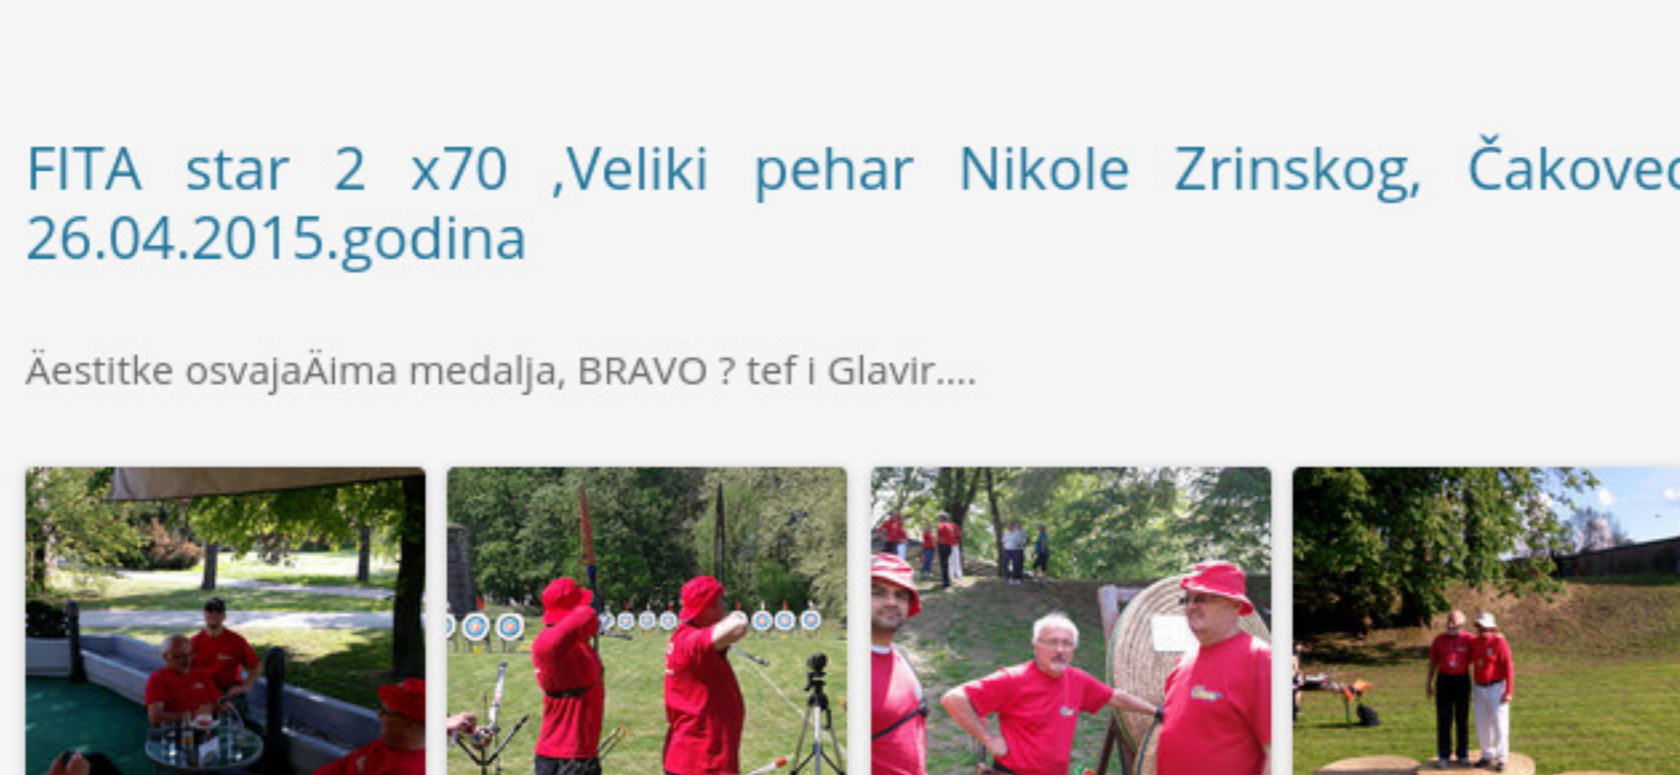 FITA star 2 x70 ,Veliki pehar Nikole Zrinskog, Čakovec
26.04.2015.godina
Äestitke osvajaÄima medalja, BRAVO ? tef i Glavir....